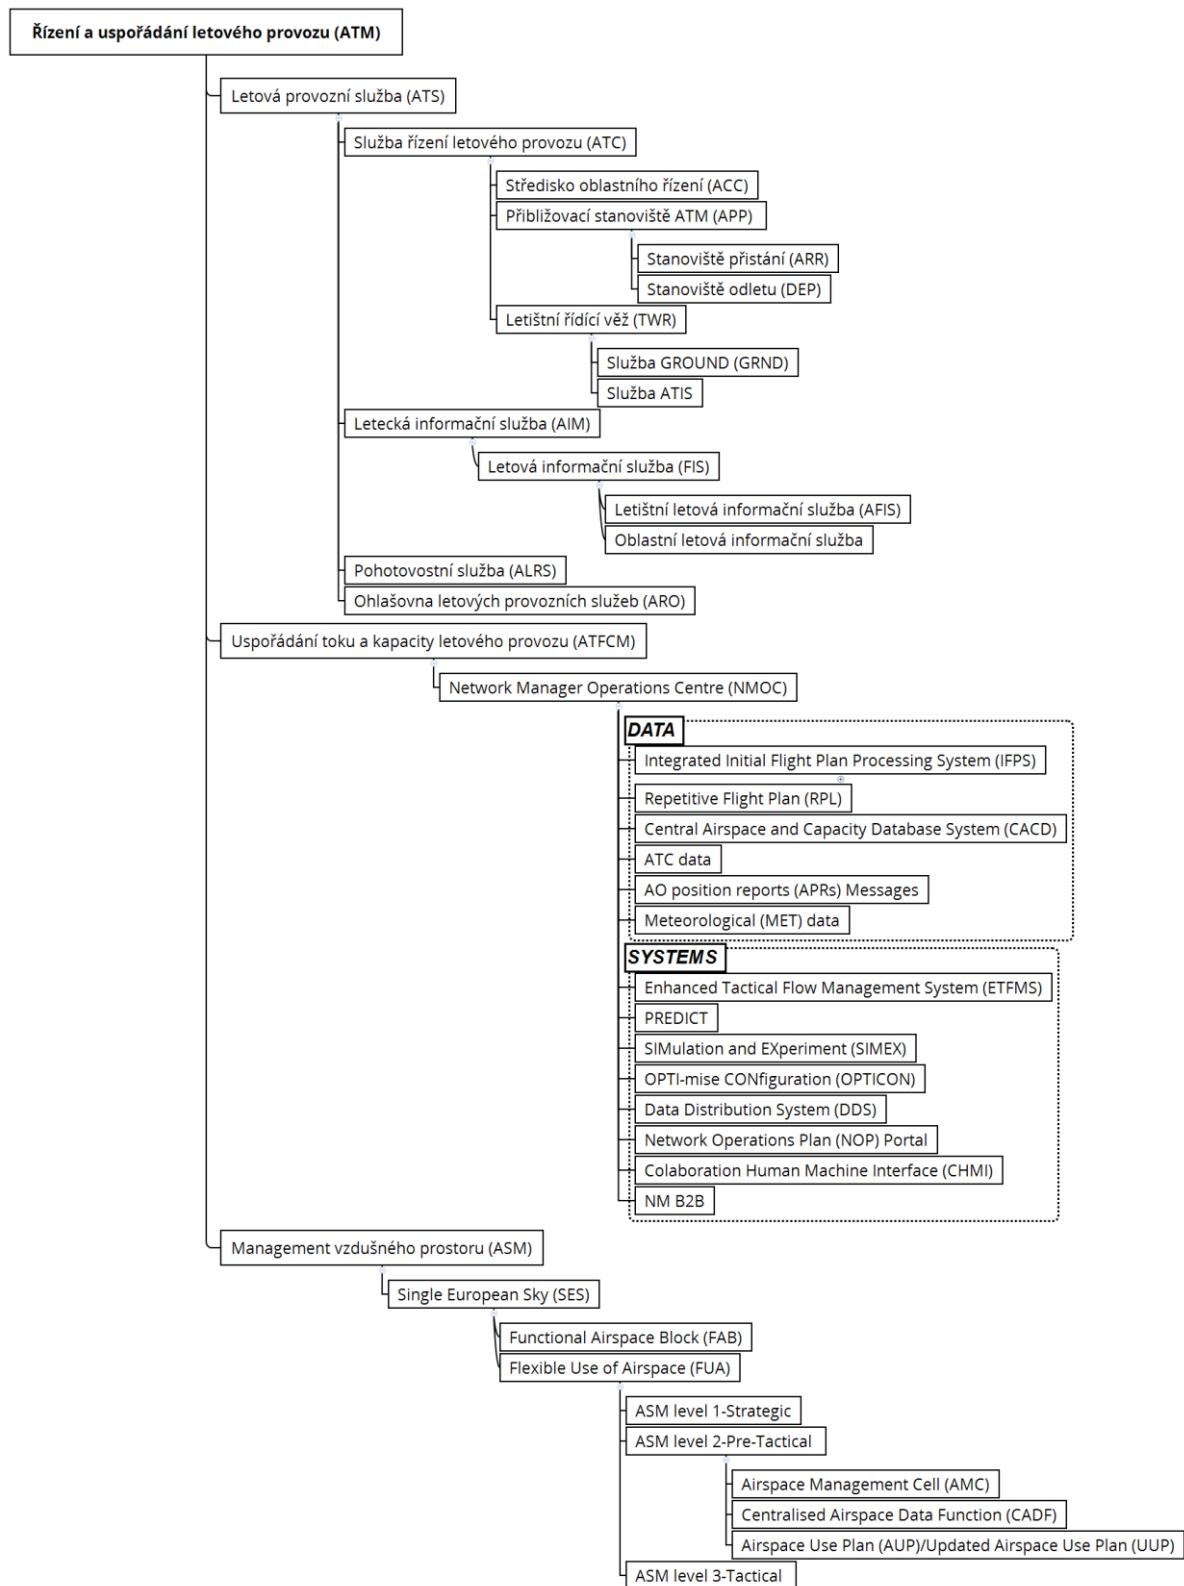 Řízení a uspořádání letového provozu (ATM)
Letová provozní služba (ATS)
Služba řízení letového provozu (ATC)
Středisko oblastního řízení (ACC)
Přibližovací stanoviště ATM (APP)
Stanoviště přistání (ARR)
Stanoviště odletu (DEP)
Letištní řídící věž (TWR)
Služba GROUND (GRND)
Služba ATIS
Letecká informační služba (AIM)
Letová informační služba (FIS)
Letištní letová informační služba (AFIS)
Oblastní letová informační služba
Pohotovostní služba (ALRS)
Ohlašovna letových provozních služeb (ARO)
Uspořádání toku a kapacity letového provozu (ATFCM)
Network Manager Operations Centre (NMOC)
DATA
Integrated Initial Flight Plan Processing System (IFPS)
Repetitive Flight Plan (RPL)
Central Airspace and Capacity Database System (CACD)
ATC data
AO position reports (APRs) Messages
Meteorological (MET) data
SYSTEMS
Enhanced Tactical Flow Management System (ETFMS)
PREDICT
SIMulation and EXperiment (SIMEX)
OPTI-mise CONfiguration (OPTICON)
Data Distribution System (DDS)
Network Operations Plan (NOP) Portal
Colaboration Human Machine Interface (CHMI)
NM B2B
Management vzdušného prostoru (ASM)
Single European Sky (SES)
Functional Airspace Block (FAB)
Flexible Use of Airspace (FUA)
ASM level 1-Strategic
ASM level 2-Pre-Tactical
Airspace Management Cell (AMC)
Centralised Airspace Data Function (CADF)
Airspace Use Plan (AUP)/Updated Airspace Use Plan (UUP)
ASM level 3-Tactical